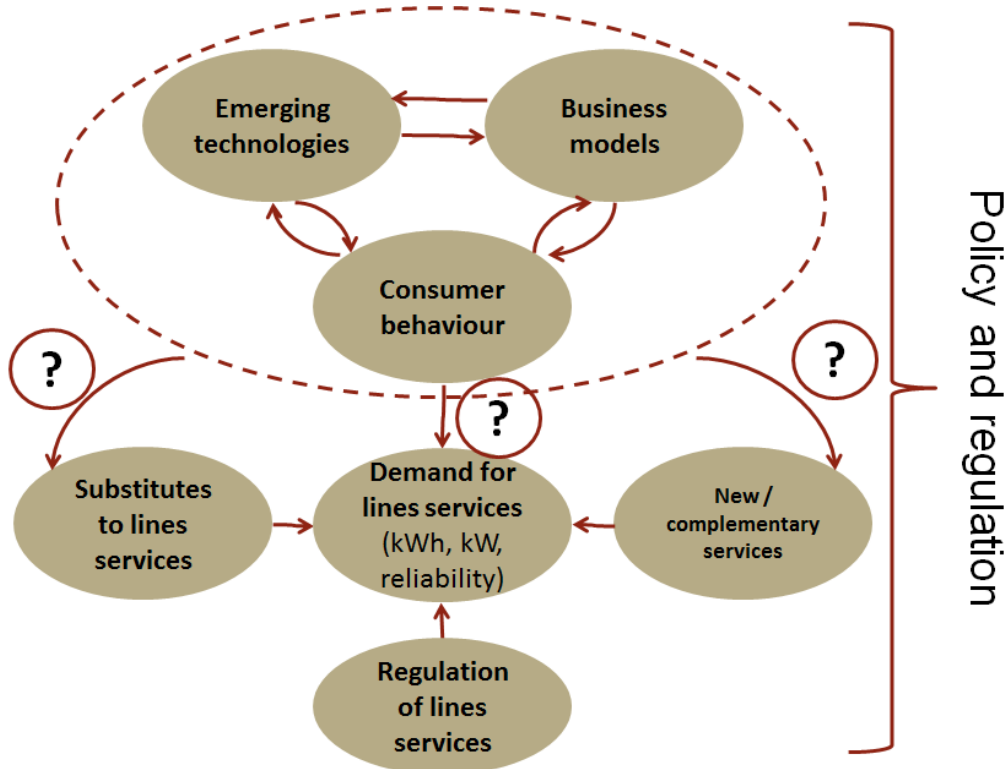 Emerging
technologies
Business
models
Consumer
behaviour
?
?
?
Substitutes
to lines
services
Demand for
lines services
(kWh, kW,
reliability)
New /
complementary
services
Regulation
of lines
services
Policy and regulation